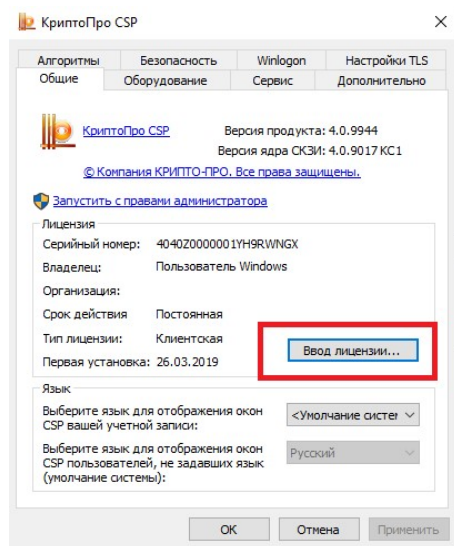 КриптоПро CSP
Алгоритмы Безопасность Winlogon Настройки TLS
Общие Оборудование Сервис Дополнительно
КриптоПро CSP Версия продукта: 4.0.9944
Версия ядра СКЗИ: 4.0.9017 KC1
© Компания КРИПТО-ПРО. Все права защищены.
Запустить с правами администратора
Лицензия
Серийный номер: 4040Z0000001YH9RWNGX
Владелец: Пользователь Windows
Организация:
Срок действия Постоянная
Тип лицензии: Клиентская
Ввод лицензии...
Первая установка: 26.03.2019
Язык
Выберите язык для отображения окон
CSP вашей учетной записи:
<Умолчание систег
Выберите язык для отображения окон
CSP пользователей, не задавших язык
(умолчание системы):
Русский
ОК Отмена Применить